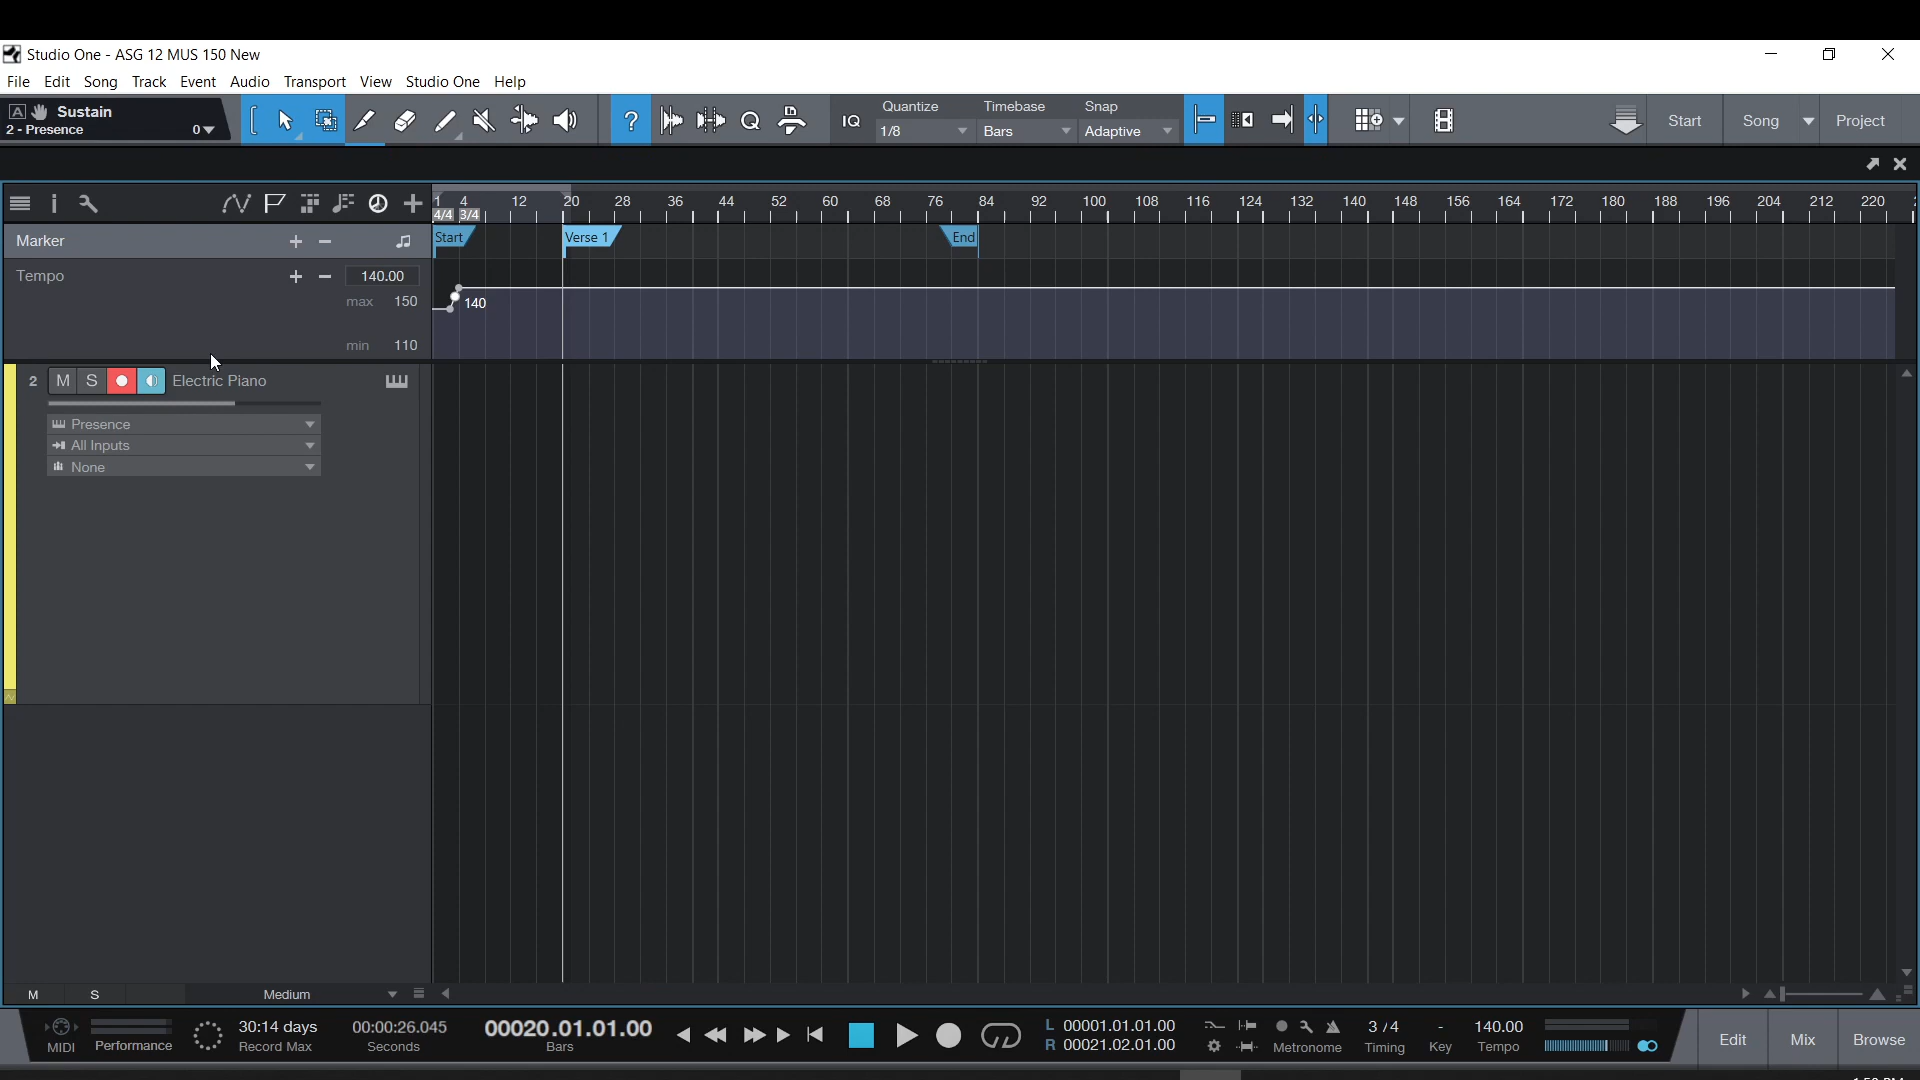 Studio One - ASG 12 MUS 150 New
File Edit Song Track Event Audio Transport View Studio One Help
A Sustain
2 - Presence 0
IQ Quantize Timebase Snap
1/8 Bars Adaptive
Start Song Project
1 4 12 20 28 36 44 52 60 68 76 84 92 100 108 116 124 132 140 148 156 164 172 180 188 196 204 212 220
4/4 3/4
Marker
Start Verse 1 End
Tempo 140.00
max 150
140
min 110
2 M S Electric Piano
Presence
All Inputs
None
M S Medium
MIDI Performance
30:14 days
Record Max
00:00:26.045
Seconds
00020.01.01.00
Bars
L 00001.01.01.00
R 00021.02.01.00
Metronome
3 / 4
Timing
-
Key
140.00
Tempo
Edit Mix Browse